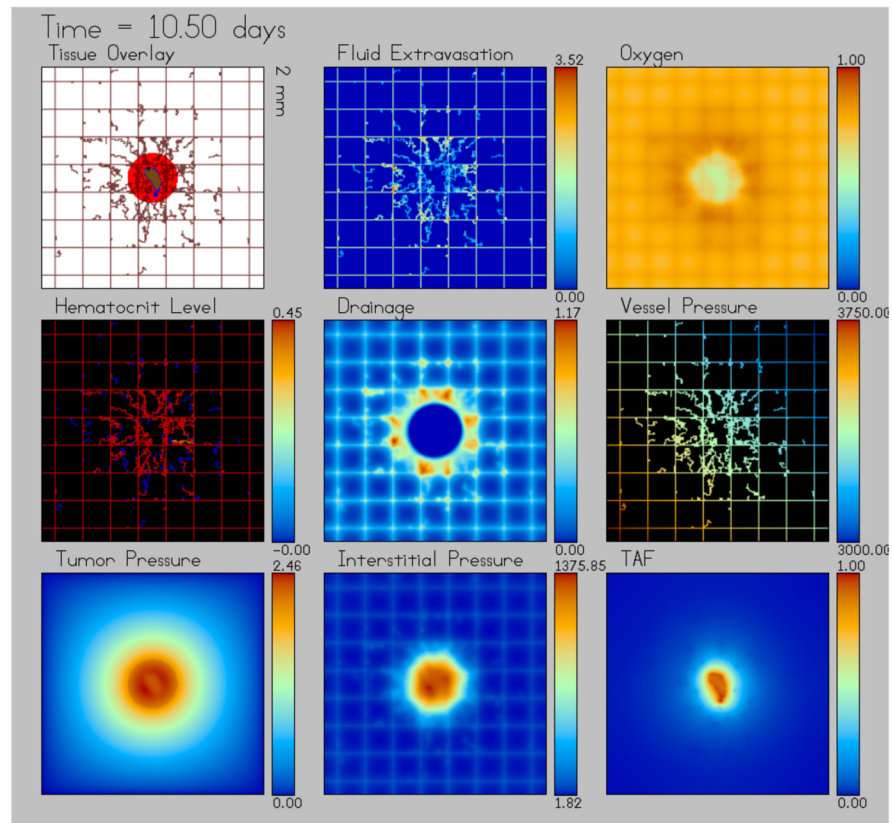 Time = 10.50 days
Tissue Overlay
2 mm
Fluid Extravasation
3.52
0.00
Oxygen
1.00
0.00
Hematocrit Level
0.45
-0.00
Drainage
1.17
0.00
Vessel Pressure
3750.00
3000.00
Tumor Pressure
2.46
0.00
Interstitial Pressure
1375.85
1.82
TAF
1.00
0.00